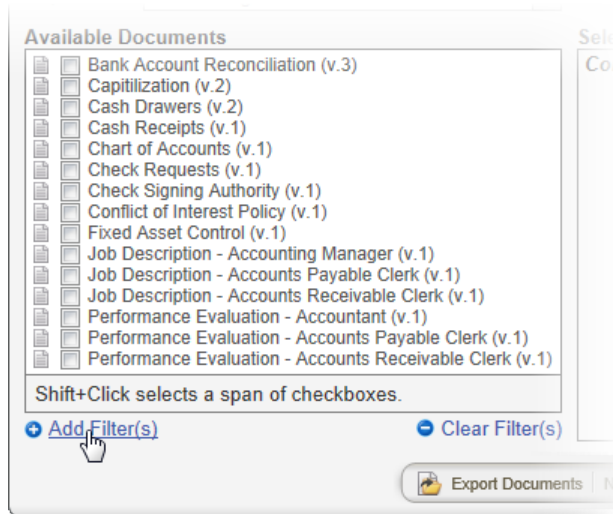 Available Documents
Sele
Co
Bank Account Reconciliation (v.3)
Capitilization (v.2)
Cash Drawers (v.2)
Cash Receipts (v.1)
Chart of Accounts (v.1)
Check Requests (v.1)
Check Signing Authority (v.1)
Conflict of Interest Policy (v.1)
Fixed Asset Control (v.1)
Job Description - Accounting Manager (v.1)
Job Description - Accounts Payable Clerk (v.1)
Job Description - Accounts Receivable Clerk (v.1)
Performance Evaluation - Accountant (v.1)
Performance Evaluation - Accounts Payable Clerk (v.1)
Performance Evaluation - Accounts Receivable Clerk (v.1)
Shift+Click selects a span of checkboxes.
Add Filter(s) Clear Filter(s)
Export Documents N